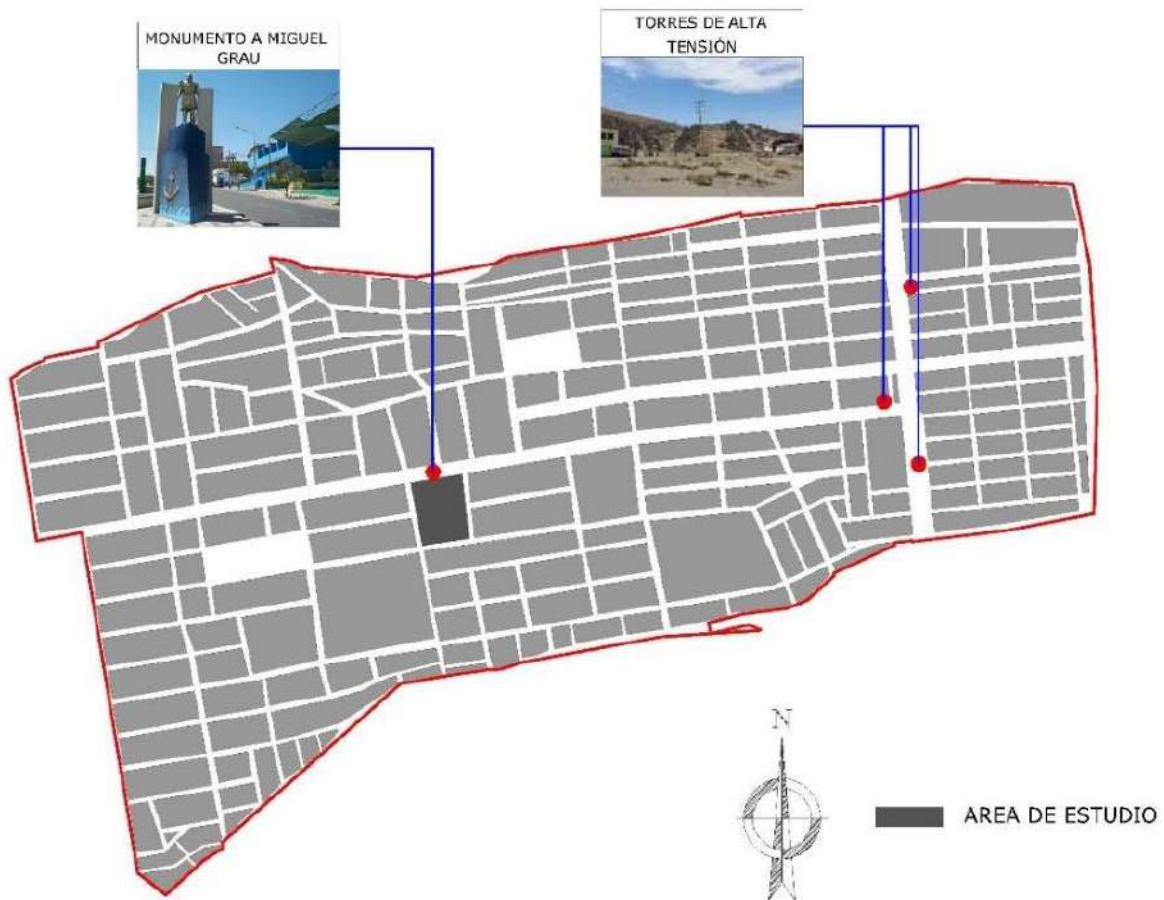 MONUMENTO A MIGUEL
GRAU
TORRES DE ALTA
TENSIÓN
N
AREA DE ESTUDIO